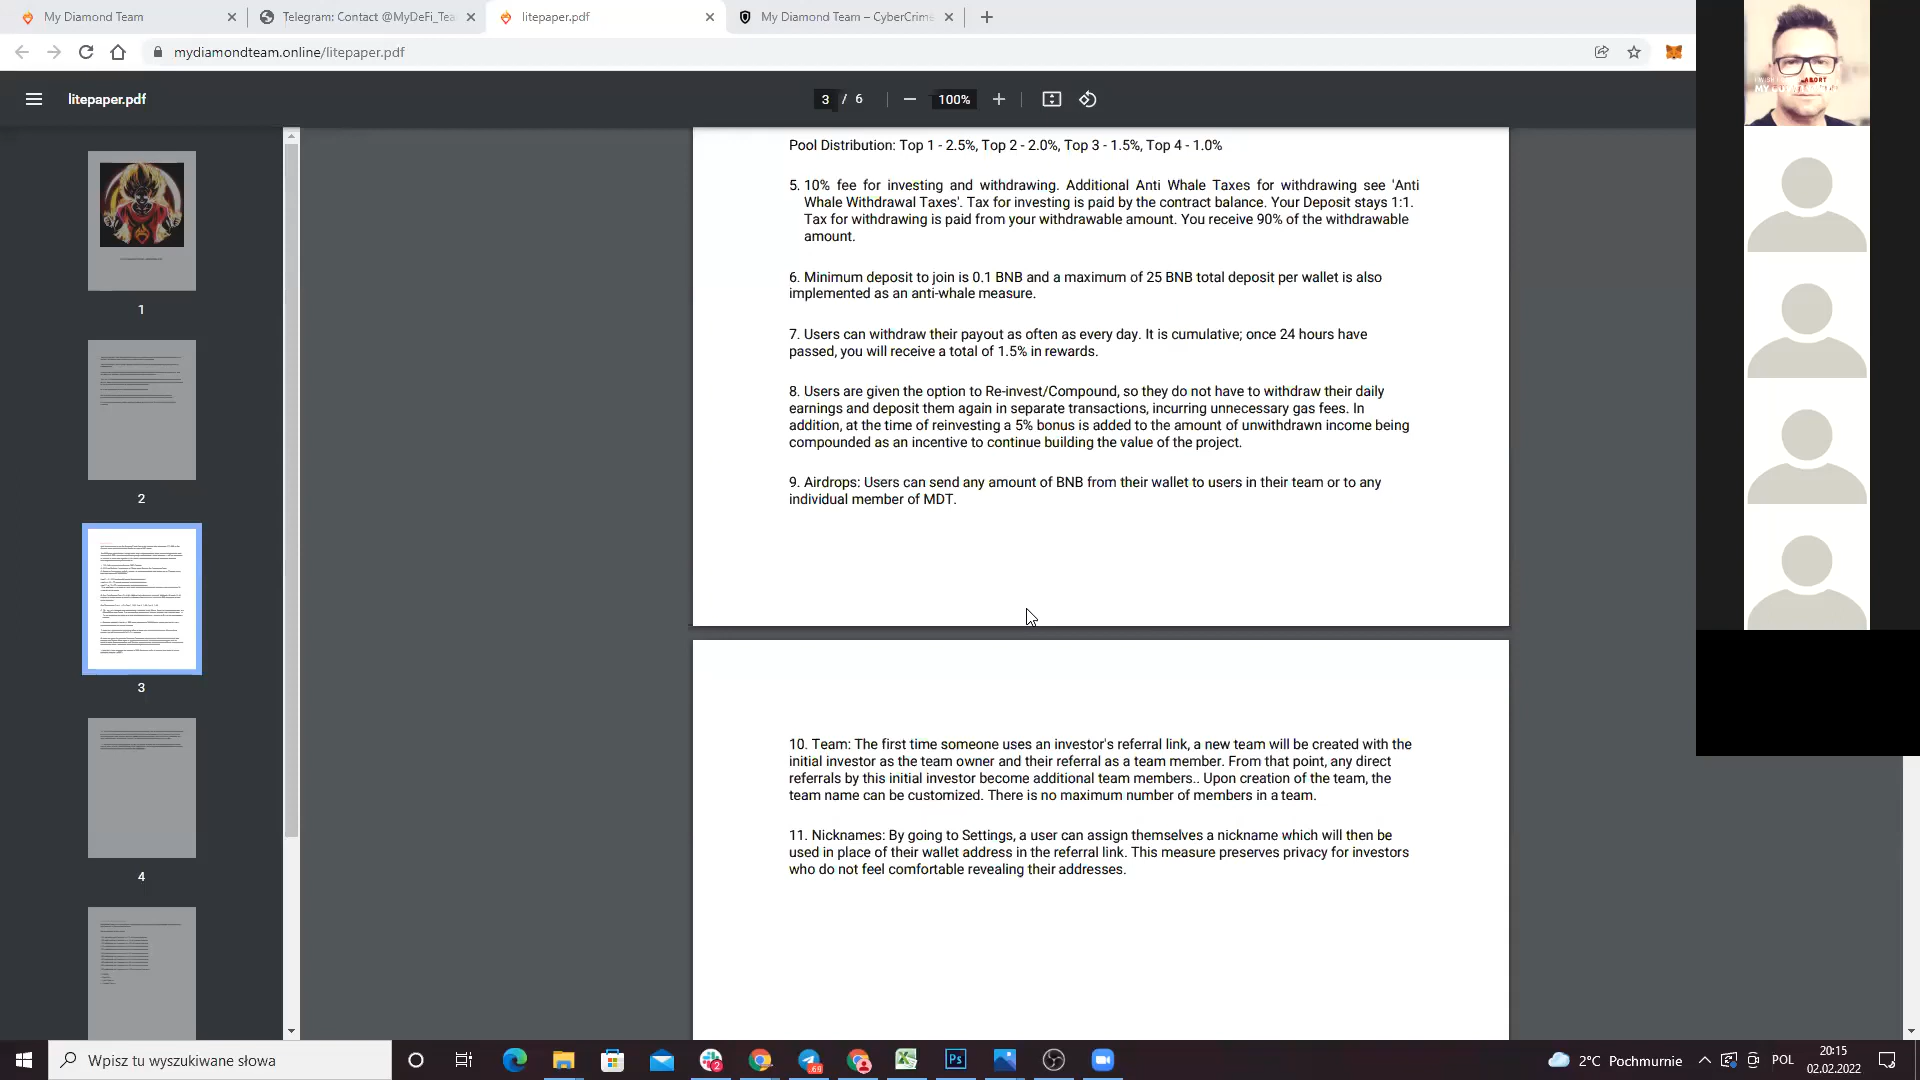 My Diamond Team
Telegram: Contact @MyDeFi_Tea
litepaper.pdf
My Diamond Team – CyberCrime
mydiamondteam.online/litepaper.pdf
litepaper.pdf
3 / 6
100%
Pool Distribution: Top 1 - 2.5%, Top 2 - 2.0%, Top 3 - 1.5%, Top 4 - 1.0%
5. 10% fee for investing and withdrawing. Additional Anti Whale Taxes for withdrawing see 'Anti
Whale Withdrawal Taxes'. Tax for investing is paid by the contract balance. Your Deposit stays 1:1.
Tax for withdrawing is paid from your withdrawable amount. You receive 90% of the withdrawable
amount.
6. Minimum deposit to join is 0.1 BNB and a maximum of 25 BNB total deposit per wallet is also
implemented as an anti-whale measure.
7. Users can withdraw their payout as often as every day. It is cumulative; once 24 hours have
passed, you will receive a total of 1.5% in rewards.
8. Users are given the option to Re-invest/Compound, so they do not have to withdraw their daily
earnings and deposit them again in separate transactions, incurring unnecessary gas fees. In
addition, at the time of reinvesting a 5% bonus is added to the amount of unwithdrawn income being
compounded as an incentive to continue building the value of the project.
9. Airdrops: Users can send any amount of BNB from their wallet to users in their team or to any
individual member of MDT.
10. Team: The first time someone uses an investor's referral link, a new team will be created with the
initial investor as the team owner and their referral as a team member. From that point, any direct
referrals by this initial investor become additional team members.. Upon creation of the team, the
team name can be customized. There is no maximum number of members in a team.
11. Nicknames: By going to Settings, a user can assign themselves a nickname which will then be
used in place of their wallet address in the referral link. This measure preserves privacy for investors
who do not feel comfortable revealing their addresses.
1
2
3
4
Wpisz tu wyszukiwane słowa
2
69
Ps
2°C Pochmurnie
POL
20:15
02.02.2022